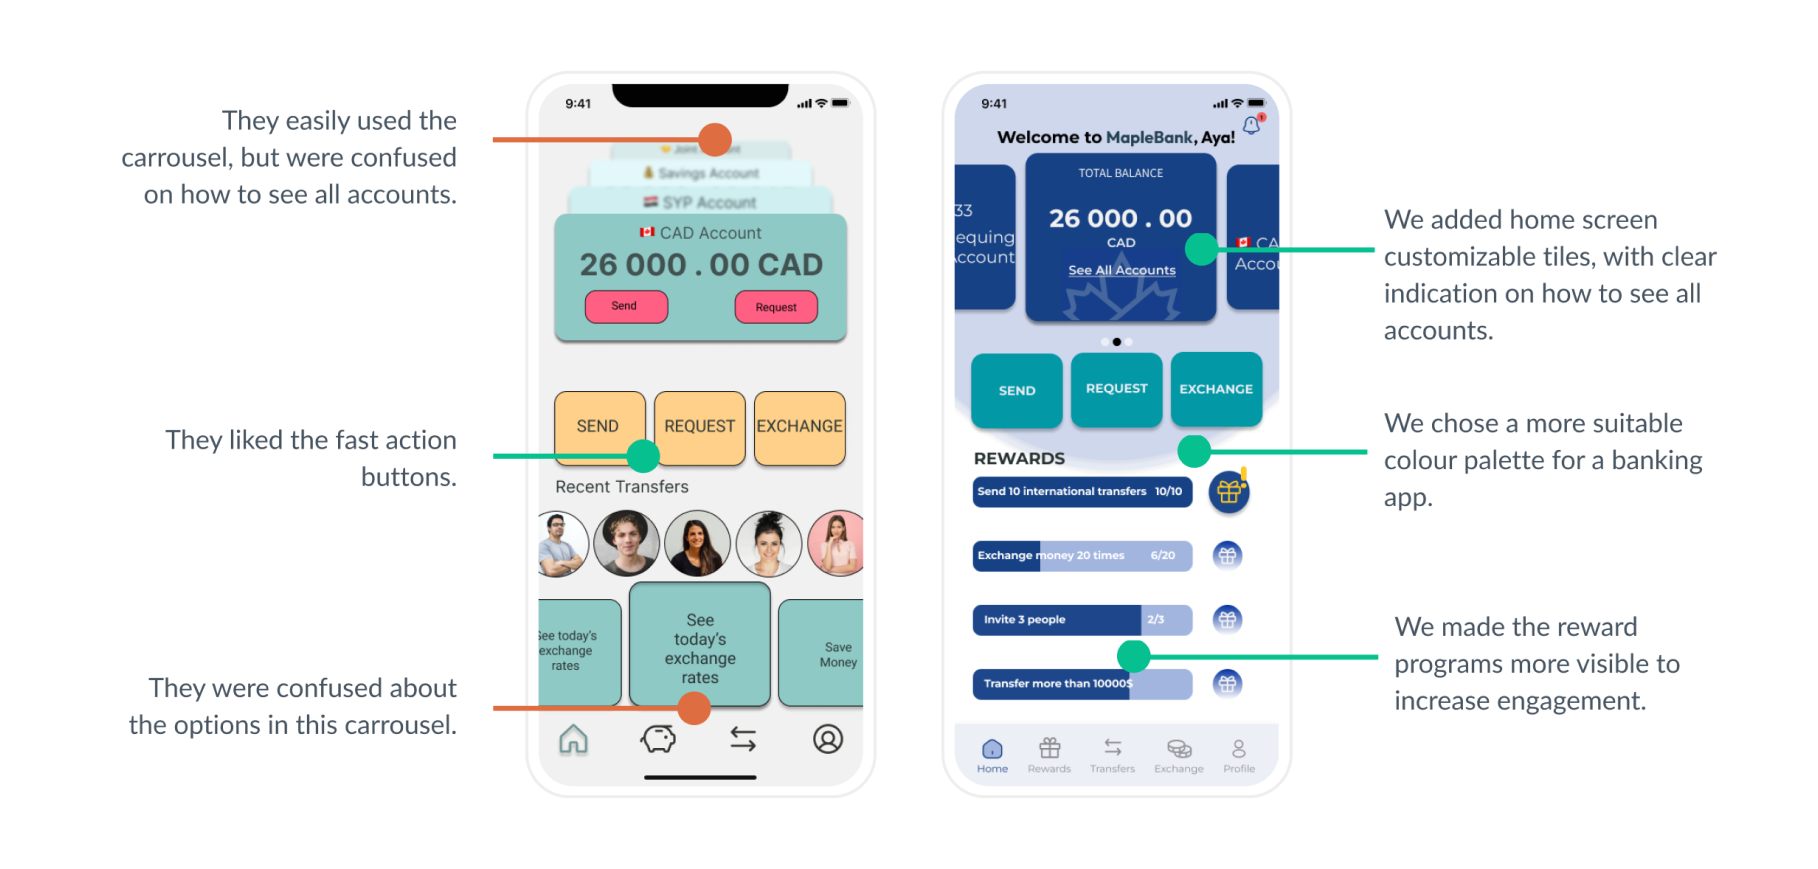 They easily used the
carrousel, but were confused
on how to see all accounts.
They liked the fast action
buttons.
They were confused about
the options in this carrousel.
9:41
Joint
Savings Account
SYP Account
CAD Account
26 000 . 00 CAD
Send
Request
SEND
REQUEST
EXCHANGE
Recent Transfers
See today's
exchange
rates
See
today's
exchange
rates
Save
Money
9:41
1
Welcome to MapleBank, Aya!
33
equing
ccount
TOTAL BALANCE
26 000 . 00
CAD
See All Accounts
CA
Accou
SEND
REQUEST
EXCHANGE
REWARDS
Send 10 international transfers 10/10
Exchange money 20 times 6/20
Invite 3 people 2/3
Transfer more than 10000$
Home
Rewards
Transfers
Exchange
Profile
We added home screen
customizable tiles, with clear
indication on how to see all
accounts.
We chose a more suitable
colour palette for a banking
app.
We made the reward
programs more visible to
increase engagement.